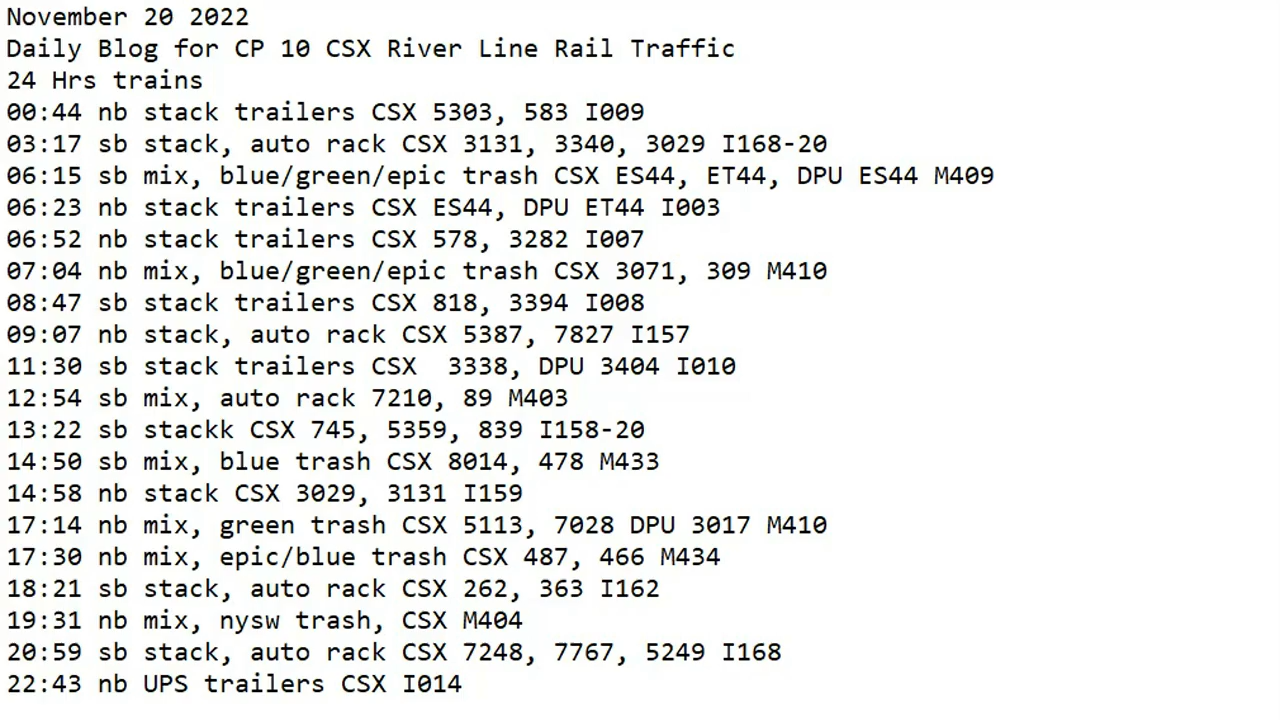 November 20 2022
Daily Blog for CP 10 CSX River Line Rail Traffic
24 Hrs trains
00:44 nb stack trailers CSX 5303, 583 I009
03:17 sb stack, auto rack CSX 3131, 3340, 3029 I168-20
06:15 sb mix, blue/green/epic trash CSX ES44, ET44, DPU ES44 M409
06:23 nb stack trailers CSX ES44, DPU ET44 I003
06:52 nb stack trailers CSX 578, 3282 I007
07:04 nb mix, blue/green/epic trash CSX 3071, 309 M410
08:47 sb stack trailers CSX 818, 3394 I008
09:07 nb stack, auto rack CSX 5387, 7827 I157
11:30 sb stack trailers CSX  3338, DPU 3404 I010
12:54 sb mix, auto rack 7210, 89 M403
13:22 sb stackk CSX 745, 5359, 839 I158-20
14:50 sb mix, blue trash CSX 8014, 478 M433
14:58 nb stack CSX 3029, 3131 I159
17:14 nb mix, green trash CSX 5113, 7028 DPU 3017 M410
17:30 nb mix, epic/blue trash CSX 487, 466 M434
18:21 sb stack, auto rack CSX 262, 363 I162
19:31 nb mix, nysw trash, CSX M404
20:59 sb stack, auto rack CSX 7248, 7767, 5249 I168
22:43 nb UPS trailers CSX I014